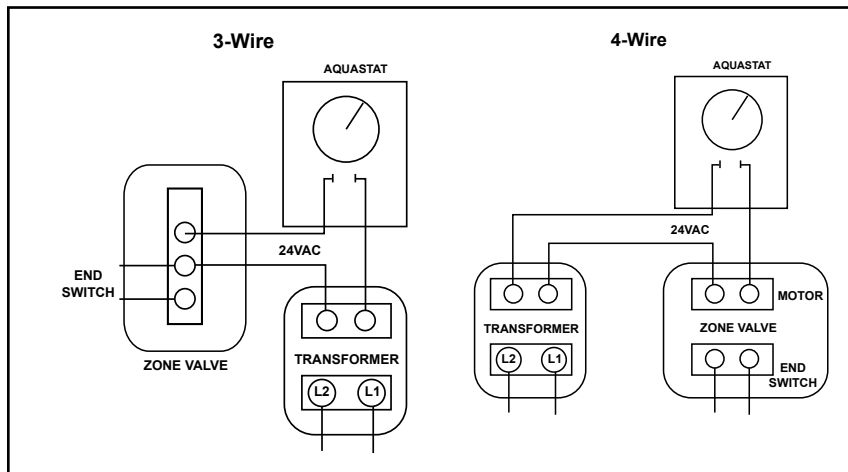 3-Wire
AQUASTAT
24VAC
END
SWITCH
ZONE VALVE
TRANSFORMER
L2 L1
4-Wire
AQUASTAT
24VAC
MOTOR
TRANSFORMER
ZONE VALVE
L2 L1
END
SWITCH